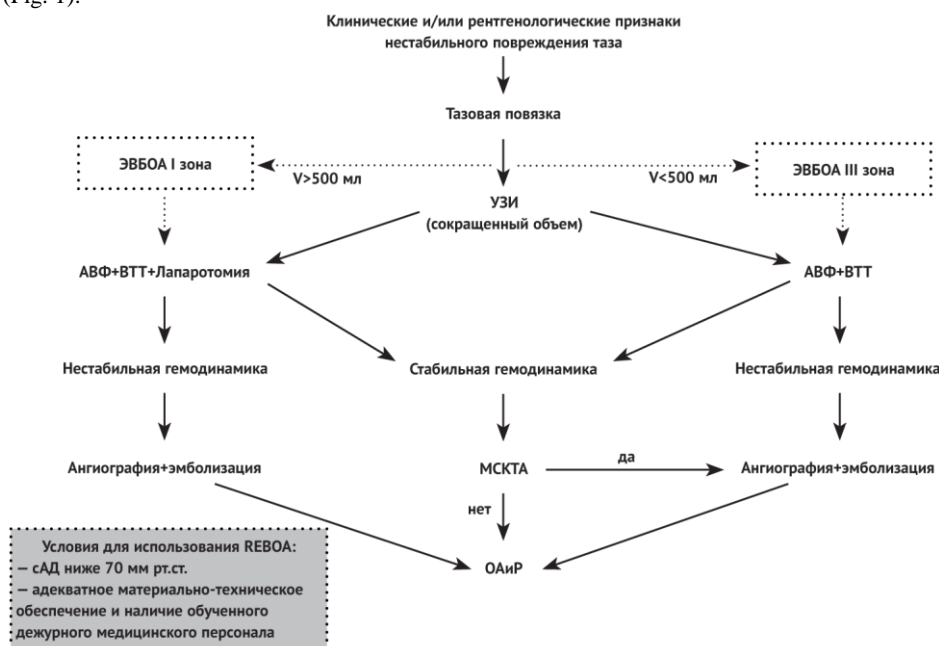 (Fig. 1).
Клинические и/или рентгенологические признаки
нестабильного повреждения таза
Тазовая повязка
ЭВБОА I зона
V>500 мл
V<500 мл
ЭВБОА III зона
УЗИ
(сокращенный объем)
АВФ+ВТТ+Лапаротомия
АВФ+ВТТ
Нестабильная гемодинамика
Стабильная гемодинамика
Нестабильная гемодинамика
Ангиография+эмболизация
МСКТА
да
Ангиография+эмболизация
нет
ОАиР
Условия для использования REBOA:
— сАД ниже 70 мм рт.ст.
— адекватное материально-техническое
обеспечение и наличие обученного
дежурного медицинского персонала